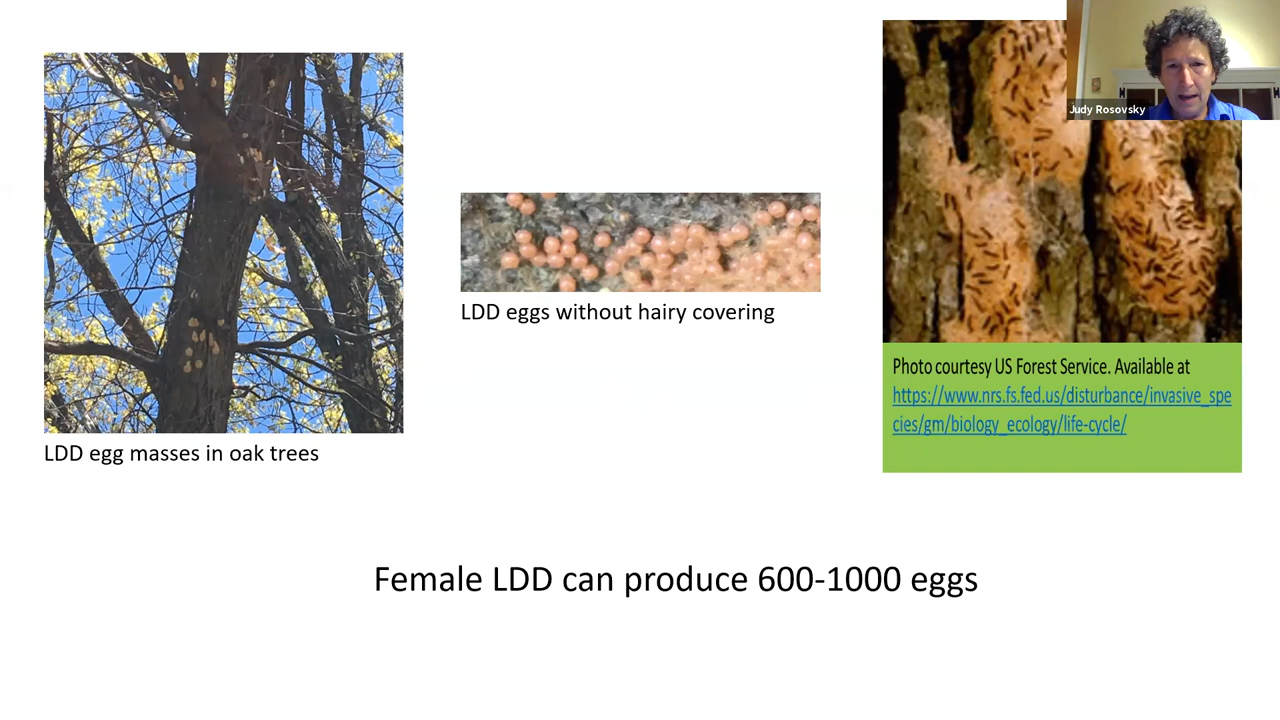 Judy Rosovsky
LDD eggs without hairy covering
Photo courtesy US Forest Service. Available at
https://www.nrs.fs.fed.us/disturbance/invasive_spe
cies/gm/biology_ecology/life-cycle/
LDD egg masses in oak trees
Female LDD can produce 600-1000 eggs